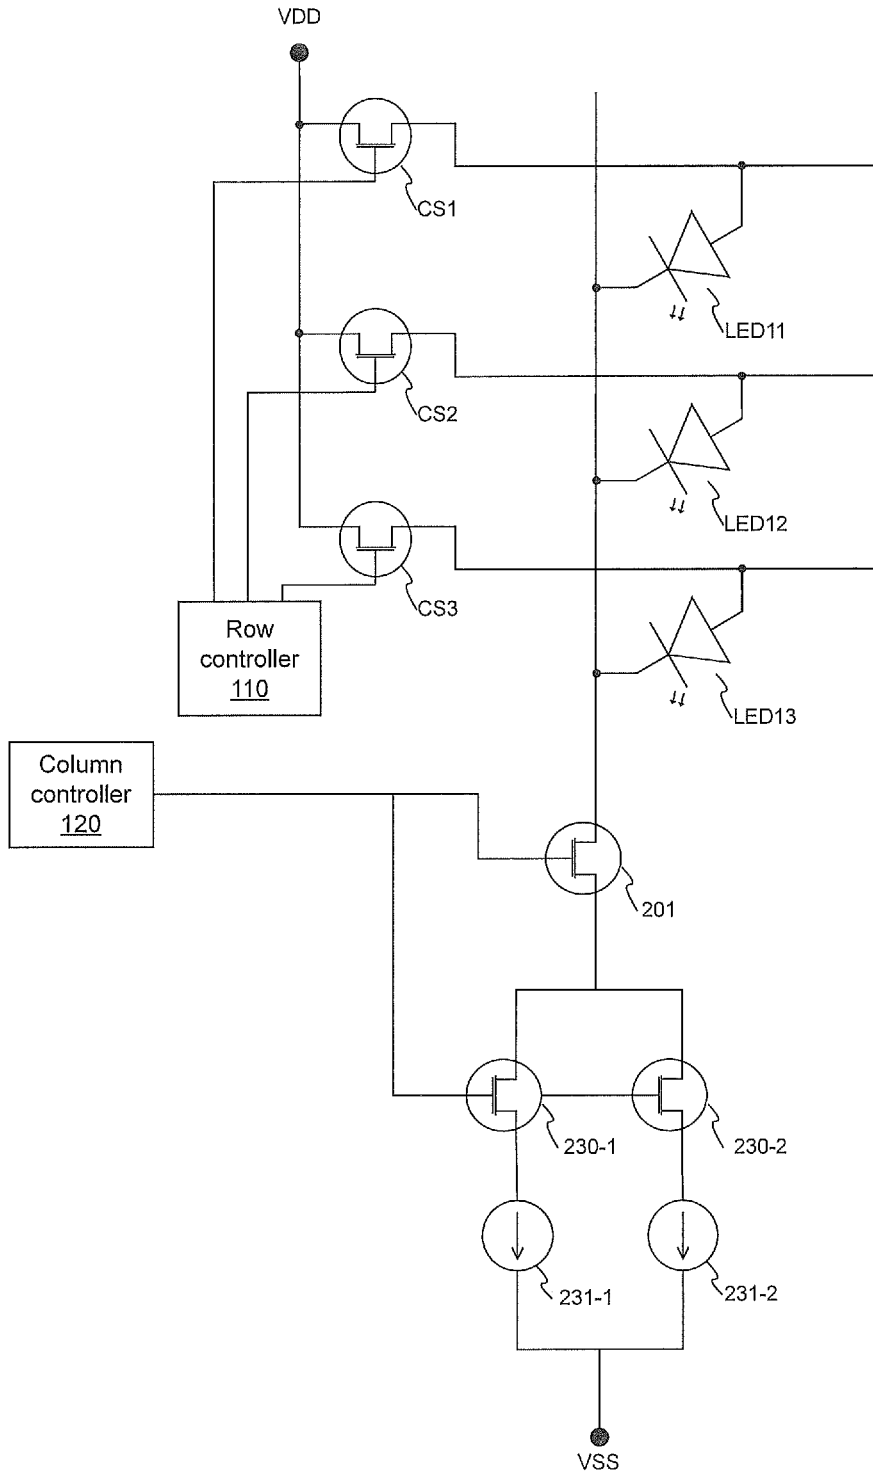 VDD
CS1
LED11
CS2
LED12
CS3
Row
controller
110
LED13
Column
controller
120
201
230-1
230-2
231-1
231-2
VSS